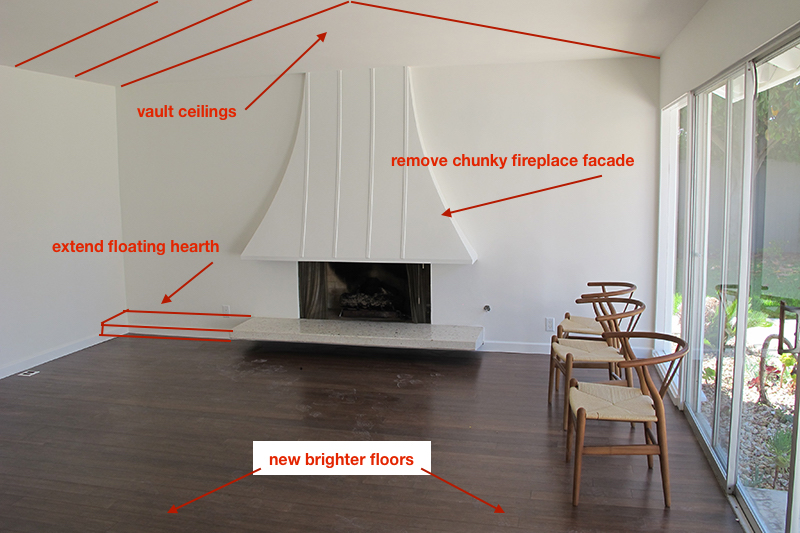 vault ceilings
remove chunky fireplace facade
extend floating hearth
new brighter floors